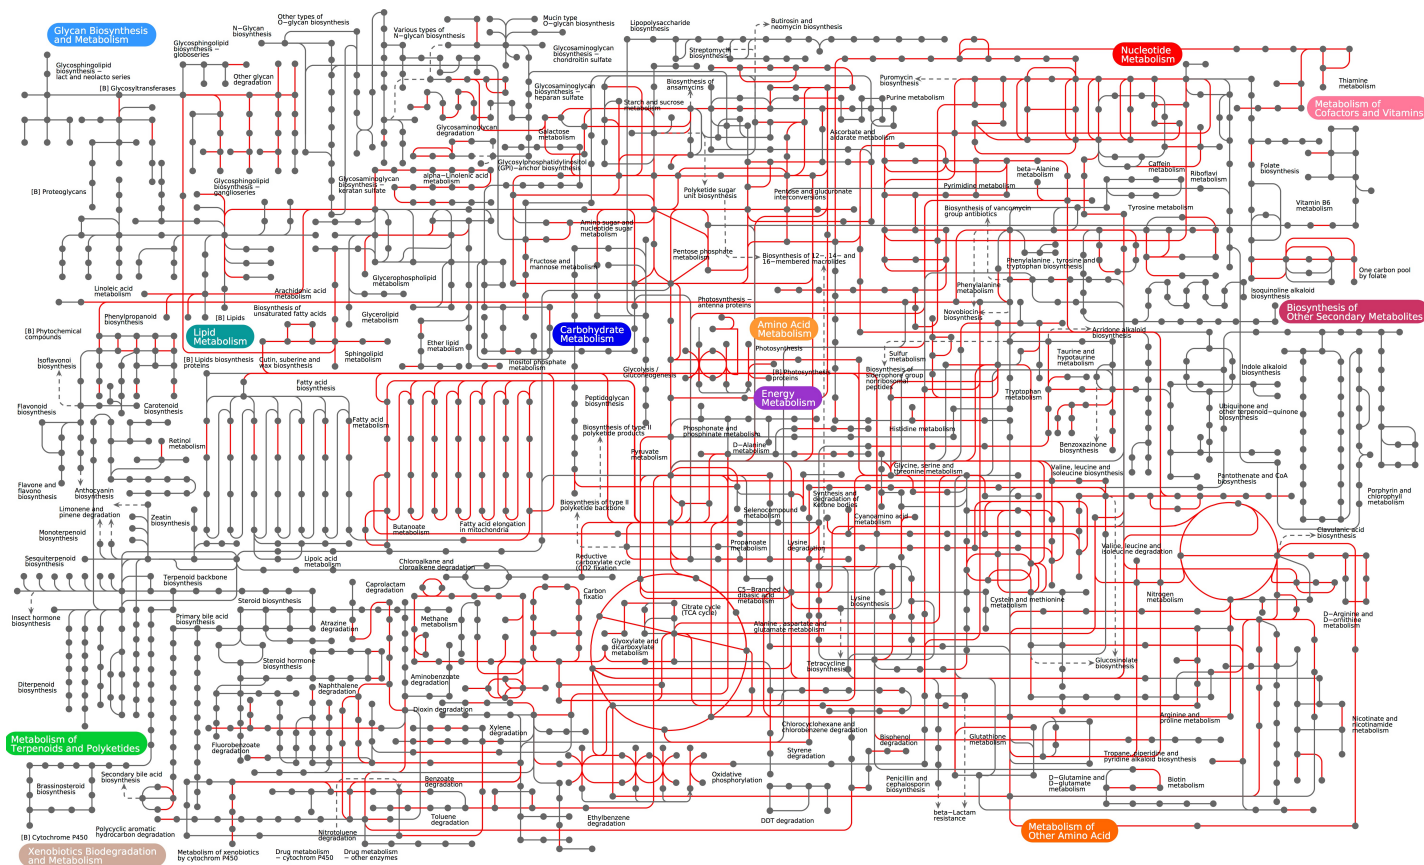 Glycan Biosynthesis
and Metabolism
Glycosphingolipid
biosynthesis −
lact and neolacto series
[B] Glycosyltransferases
Glycosphingolipid
biosynthesis −
globoseries
N−Glycan
biosynthesis
Other types of
O−glycan biosynthesis
Other glycan
degradation
Various types of
N−glycan biosynthesis
Mucin type
O−glycan biosynthesis
Glycosaminoglycan
biosynthesis −
chondroitin sulfate
Glycosaminoglycan
biosynthesis −
heparan sulfate
Lipopolysaccharide
biosynthesis
Streptomycin
biosynthesis
Butirosin and
neomycin biosynthesis
Biosynthesis of
ansamycins
Starch and sucrose
metabolism
Puromycin
biosynthesis
Purine metabolism
Nucleotide
Metabolism
Thiamine
metabolism
Metabolism of
Cofactors and Vitamins
Glycosaminoglycan
degradation
Galactose
metabolism
Ascorbate and
aldarate metabolism
[B] Proteoglycans
Glycosphingolipid
biosynthesis −
ganglioseries
Glycosaminoglycan
biosynthesis −
keratan sulfate
alpha−Linolenic acid
metabolism
Glycosylphosphatidylinositol
(GPI)−anchor biosynthesis
Polyketide sugar
unit biosynthesis
Pentose and glucuronate
interconversions
Pyrimidine metabolism
beta−Alanine
metabolism
Caffein
metabolism
Riboflavi
metabolism
Folate
biosynthesis
Vitamin B6
metabolism
Amino sugar and
nucleotide sugar
metabolism
Biosynthesis of vancomycin
group antibiotics
Tyrosine metabolism
Pentose phosphate
metabolism
Biosynthesis of 12−, 14− and
16−membered macrolides
Phenylalanine , tyrosine and
tryptophan biosynthesis
One carbon pool
by folate
Linoleic acid
metabolism
Arachidonic acid
metabolism
Glycerophospholipid
metabolism
Fructose and
mannose metabolism
Phenylalanine
metabolism
Isoquinoline alkaloid
biosynthesis
[B] Phytochemical
compounds
Phenylpropanoid
biosynthesis
[B] Lipids
Biosynthesis of
unsaturated fatty acids
Glycerolipid
metabolism
Photosynthesis −
antenna proteins
Novobiocin
biosynthesis
Biosynthesis of
Other Secondary Metabolites
Lipid
Metabolism
Carbohydrate
Metabolism
Amino Acid
Metabolism
Acridone alkaloid
biosynthesis
Isoflavonoi
biosynthesis
[B] Lipids biosynthesis
proteins
Cutin, suberine and
wax biosynthesis
Sphingolipid
metabolism
Ether lipid
metabolism
Inositol phosphate
metabolism
Glycolysis /
Gluconeogenesis
Photosynthesis
[B] Photosynthesis
proteins
Sulfur
metabolism
Biosynthesis of
siderophore group
nonribosomal
peptides
Taurine and
hypotaurine
metabolism
Indole alkaloid
biosynthesis
Fatty acid
biosynthesis
Energy
Metabolism
Tryptophan
metabolism
Flavonoid
biosynthesis
Carotenoid
biosynthesis
Fatty acid
metabolism
Peptidoglycan
biosynthesis
Ubiquinone and
other terpenoid−quinone
biosynthesis
Retinol
metabolism
Biosynthesis of type II
polyketide products
Phosphonate and
phosphinate metabolism
Histidine metabolism
D−Alanine
metabolism
Pyruvate
metabolism
Benzoxazinone
biosynthesis
Flavone and
flavono
biosynthesis
Anthocyanin
biosynthesis
Glycine, serine and
threonine metabolism
Valine, leucine and
isoleucine biosynthesis
Pantothenate and CoA
biosynthesis
Porphyrin and
chlorophyll
metabolism
Limonene and
pinene degradation
Zeatin
biosynthesis
Butanoate
metabolism
Fatty acid elongation
in mitochondria
Biosynthesis of type II
polyketide backbone
Selenocompound
metabolism
Synthesis and
degradation of
Ketone bodies
Cyanoamino acid
metabolism
Monoterpenoid
biosynthesis
Clavulanic acid
biosynthesis
Sesquiterpenoid
biosynthesis
Lipoic acid
metabolism
Chloroalkane and
cloroalkene degradation
Reductive
carboxylate cycle
(CO2 fixation
Propanoate
metabolism
Lysine
degradation
Valine, leucine and
isoleucine degradation
Terpenoid backbone
biosynthesis
Caprolactam
degradation
Carbon
fixatio
C5−Branched
dibasic acid
metabolism
Lysine
biosynthesis
Cystein and methionine
metabolism
Nitrogen
metabolism
Insect hormone
biosynthesis
Primary bile acid
biosynthesis
Steroid biosynthesis
Atrazine
degradation
Methane
metabolism
Citrate cycle
(TCA cycle)
Alanine , aspartate and
glutamate metabolism
D−Arginine and
D−ornithine
metabolism
Glyoxylate and
dicarboxylate
metabolism
Steroid hormone
biosynthesis
Tetracycline
biosynthesis
Glucosinolate
biosynthesis
Diterpenoid
biosynthesis
Naphthalene
degradation
Aminobenzoate
degradation
Dioxin degradation
Arginine and
proline metabolism
Nicotinate and
nicotinamide
metabolism
Metabolism of
Terpenoids and Polyketides
Fluorobenzoate
degradation
Xylene
degradation
Chlorocyclohexane and
chlorobenzene degradation
Bisphenol
degradation
Glutathione
metabolism
Styrene
degradation
Tropane, piperidine and
pyridine alkaloid biosynthesis
Brassinosteroid
biosynthesis
Secondary bile acid
biosynthesis
Benzoate
degradation
Oxidative
phosphorylation
Penicillin and
cephalosporin
biosynthesis
D−Glutamine and
D−glutamate
metabolism
Biotin
metabolism
Toluene
degradation
Ethylbenzene
degradation
DDT degradation
beta−Lactam
resistance
Metabolism of
Other Amino Acid
[B] Cytochrome P450
Polycyclic aromatic
hydrocarbon degradation
Nitrotoluene
degradation
Xenobiotics Biodegradation
and Metabolism
Metabolism of xenobiotics
by cytochrom P450
Drug metabolism
− cytochrom P450
Drug metabolism
− other enzymes